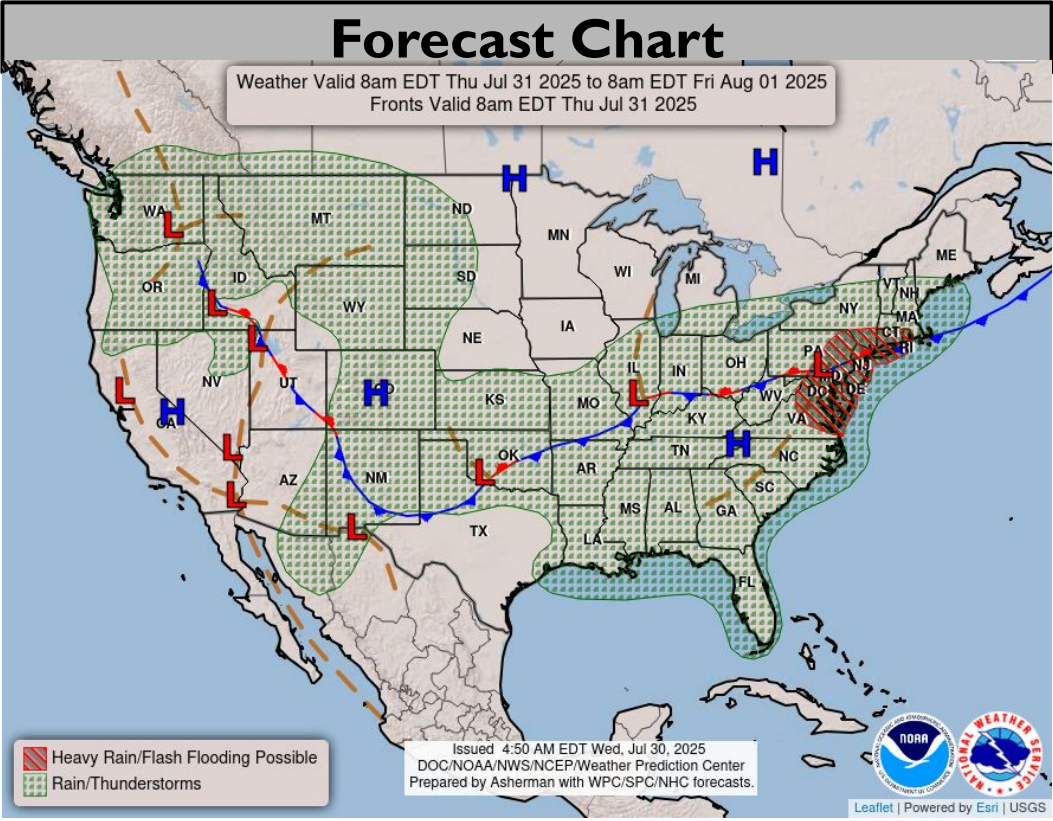 Forecast Chart
Weather Valid 8am EDT Thu Jul 31 2025 to 8am EDT Fri Aug 01 2025
Fronts Valid 8am EDT Thu Jul 31 2025
H
H
WA
L
MT
ND
MN
ME
OR
ID
SD
WI
MI
VT
NH
L
WY
NY
MA
L
NE
IA
CT
RI
NV
UT
H
IL
IN
OH
PA
L
NJ
L
H
CA
KS
MO
L
KY
WV
DC
DE
VA
L
AZ
NM
OK
L
AR
TN
H
NC
L
L
TX
MS
AL
GA
SC
LA
FL
Heavy Rain/Flash Flooding Possible
Rain/Thunderstorms
Issued 4:50 AM EDT Wed, Jul 30, 2025
DOC/NOAA/NWS/NCEP/Weather Prediction Center
Prepared by Asherman with WPC/SPC/NHC forecasts.
NOAA
NATIONAL WEATHER SERVICE
Leaflet | Powered by Esri | USGS